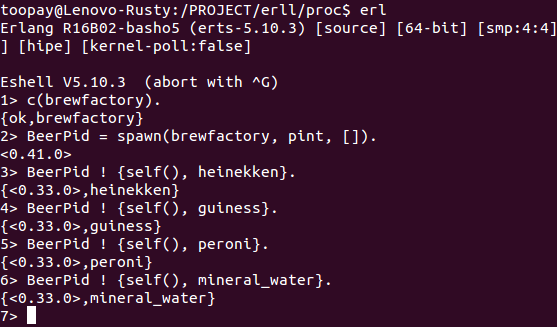 toopay@Lenovo-Rusty:/PROJECT/erll/proc$ erl
Erlang R16B02-basho5 (erts-5.10.3) [source] [64-bit] [smp:4:4
] [hipe] [kernel-poll:false]
Eshell V5.10.3  (abort with ^G)
1> c(brewfactory).
{ok,brewfactory}
2> BeerPid = spawn(brewfactory, pint, []).
<0.41.0>
3> BeerPid ! {self(), heinekken}.
{<0.33.0>,heinekken}
4> BeerPid ! {self(), guiness}.
{<0.33.0>,guiness}
5> BeerPid ! {self(), peroni}.
{<0.33.0>,peroni}
6> BeerPid ! {self(), mineral_water}.
{<0.33.0>,mineral_water}
7>